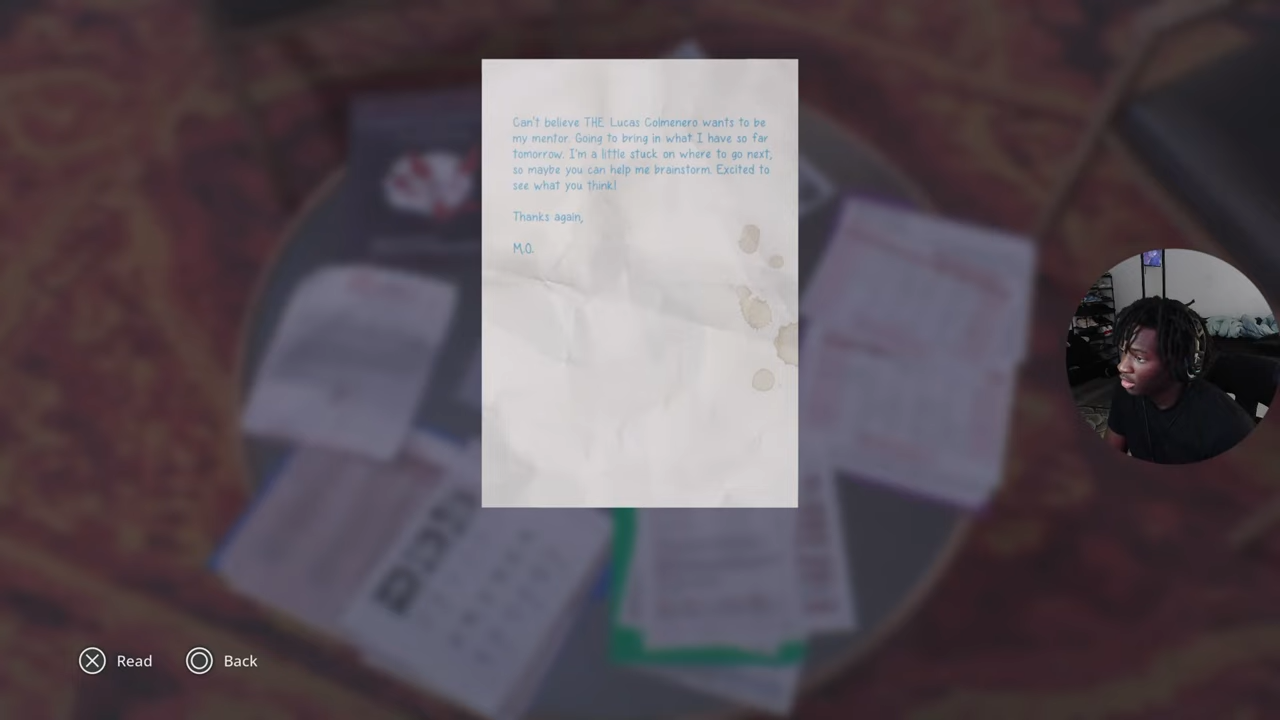 Can't believe THE Lucas Colmenero wants to be
my mentor. Going to bring in what I have so far
tomorrow. I'm a little stuck on where to go next,
so maybe you can help me brainstorm. Excited to
see what you think!
Thanks again,
M.O.
Read
Back